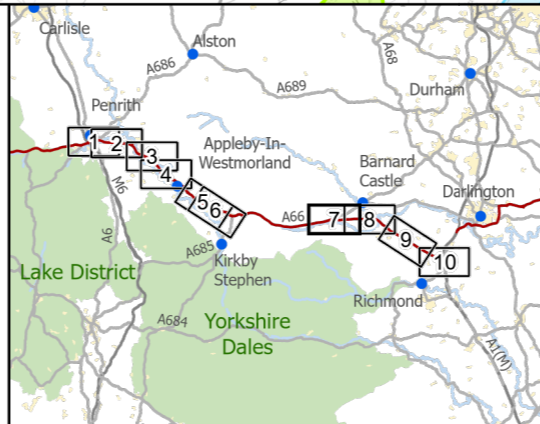 Carlisle
Alston
A686
A689
A68
Durham
Penrith
Appleby-In-
Westmorland
Barnard
Castle
Darlington
1
2
3
4
5
6
7
8
9
10
M6
A6
A66
A685
Kirkby
Stephen
Lake District
Richmond
A684
Yorkshire
Dales
A1(M)